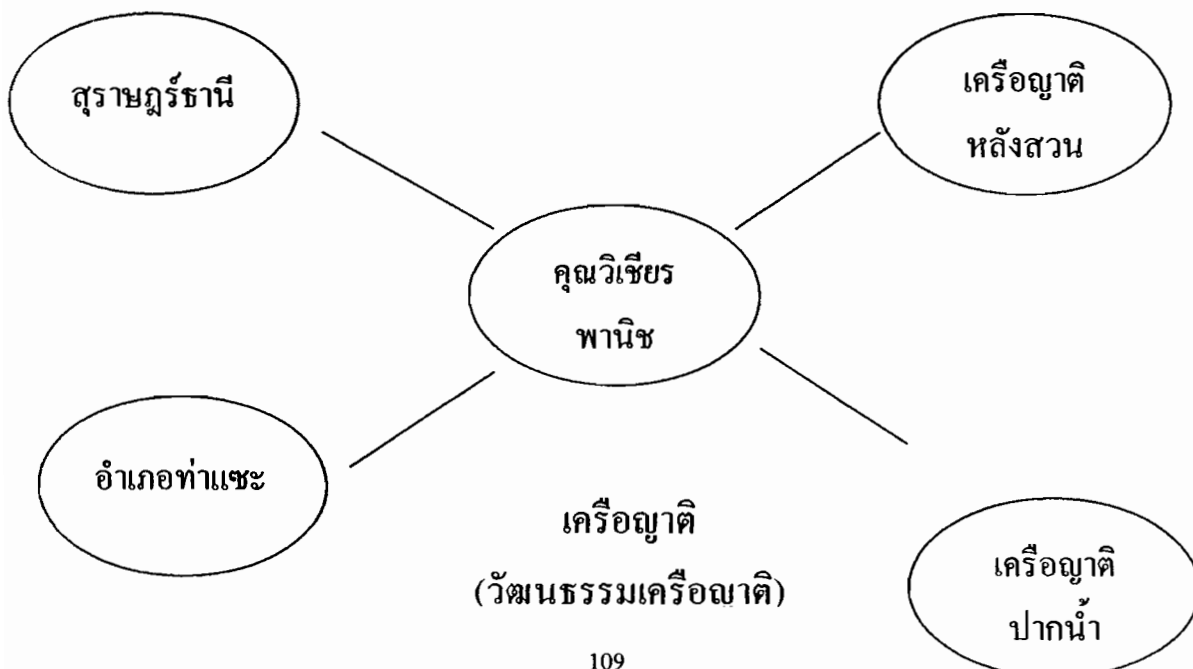 สุราษฎร์ธานี
เครือญาติ
หลังสวน
คุณวิเชียร
พานิช
อำเภอท่าแซะ
เครือญาติ
(วัฒนธรรมเครือญาติ)
เครือญาติ
ปากน้ำ
109